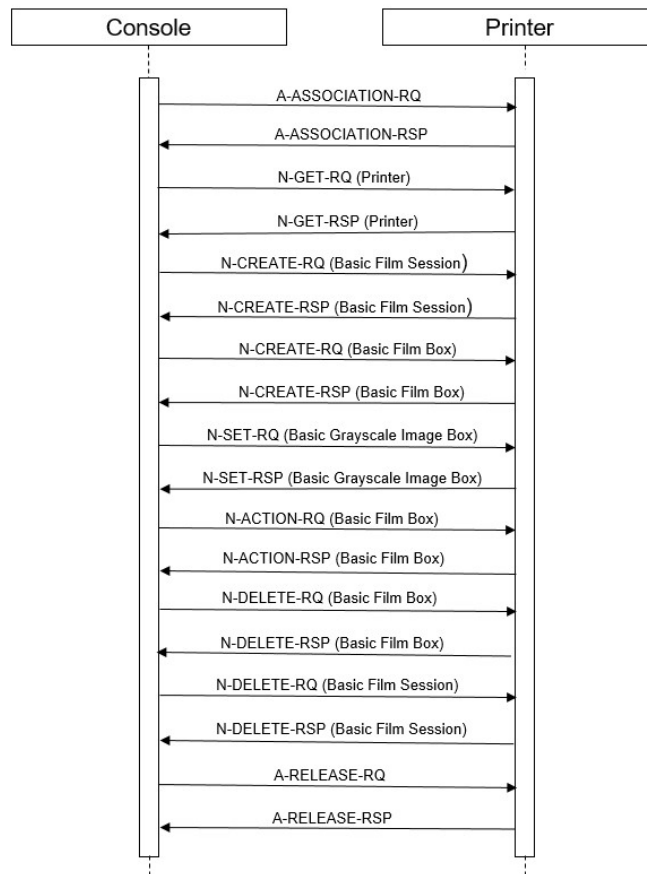 Console
Printer
A-ASSOCIATION-RQ
A-ASSOCIATION-RSP
N-GET-RQ (Printer)
N-GET-RSP (Printer)
N-CREATE-RQ (Basic Film Session)
N-CREATE-RSP (Basic Film Session)
N-CREATE-RQ (Basic Film Box)
N-CREATE-RSP (Basic Film Box)
N-SET-RQ (Basic Grayscale Image Box)
N-SET-RSP (Basic Grayscale Image Box)
N-ACTION-RQ (Basic Film Box)
N-ACTION-RSP (Basic Film Box)
N-DELETE-RQ (Basic Film Box)
N-DELETE-RSP (Basic Film Box)
N-DELETE-RQ (Basic Film Session)
N-DELETE-RSP (Basic Film Session)
A-RELEASE-RQ
A-RELEASE-RSP